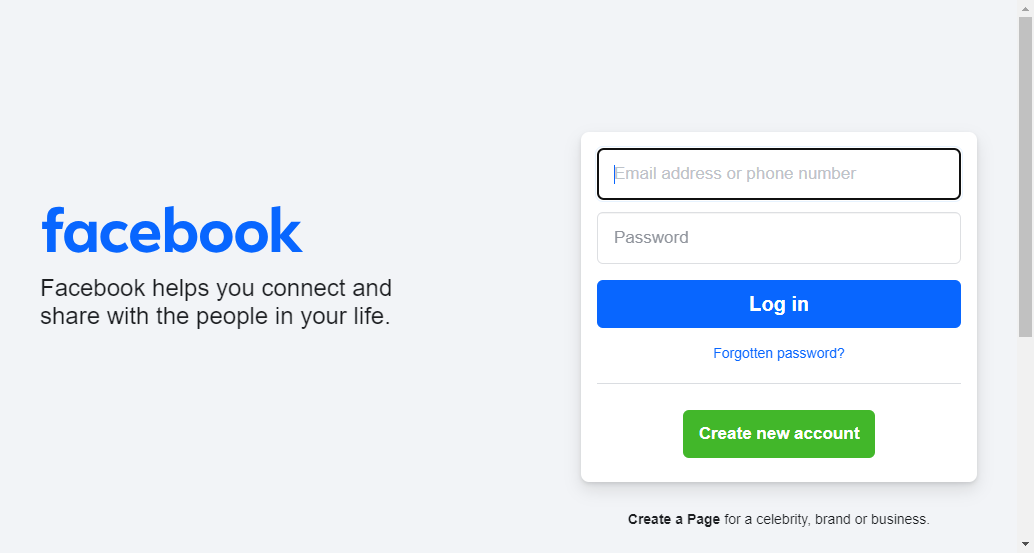 facebook
Facebook helps you connect and
share with the people in your life.
Email address or phone number
Password
Log in
Forgotten password?
Create new account
Create a Page for a celebrity, brand or business.